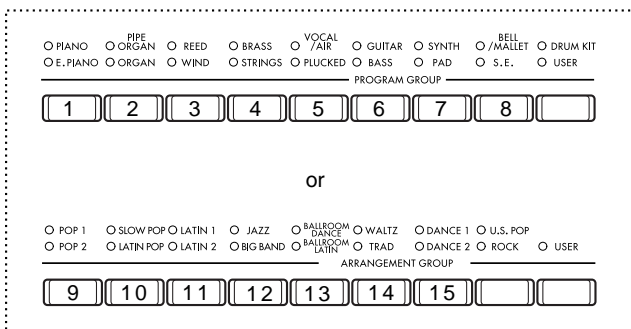 PIPE VOCAL BELL
PIANO ORGAN REED BRASS /AIR GUITAR SYNTH /MALLET DRUM KIT
E.PIANO ORGAN WIND STRINGS PLUCKED BASS PAD S.E. USER
PROGRAM GROUP
1 2 3 4 5 6 7 8
or
POP 1 SLOW POP LATIN 1 JAZZ BALLROOM DANCE WALTZ DANCE 1 U.S. POP
POP 2 LATIN POP LATIN 2 BIG BAND BALLROOM LATIN TRAD DANCE 2 ROCK USER
ARRANGEMENT GROUP
9 10 11 12 13 14 15